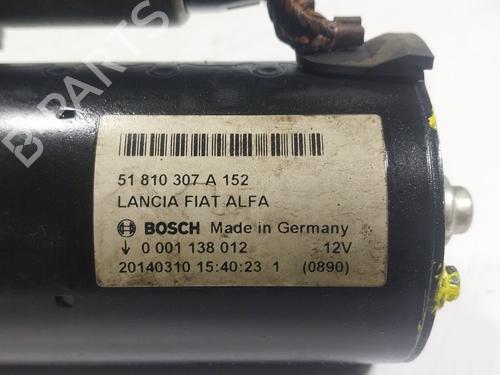 B-PARTS
51 810 307 A 152
LANCIA FIAT ALFA
BOSCH Made in Germany
↓ 0 001 138 012 12V
20140310 15:40:23 1 (0890)